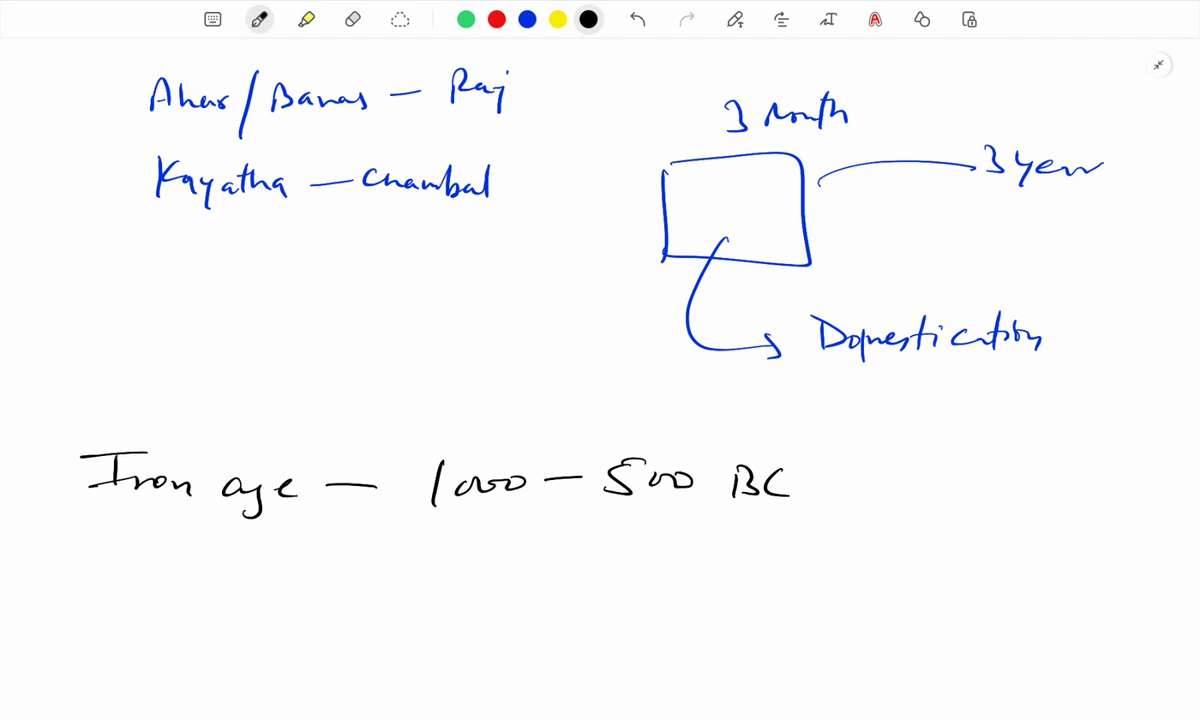 Ahar/Banas - Raj
Kayatha - Chambal
3 Month
3 year
Domestication
Iron age - 1000 - 500 BC